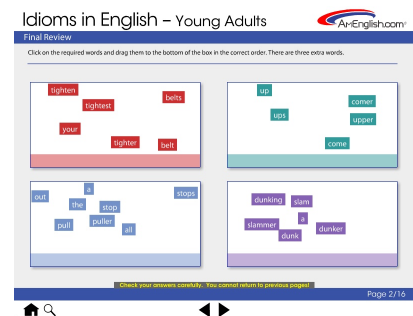 Idioms in English – Young Adults
AmEnglish.com®
Final Review
Click on the required words and drag them to the bottom of the box in the correct order. There are three extra words.
tighten
tightest
belts
your
tighter
belt
up
comer
ups
upper
come
out
a
stops
the
stop
pull
puller
all
dunking
slam
a
slammer
dunker
dunk
Check your answers carefully. You cannot return to previous pages!
Page 2/16